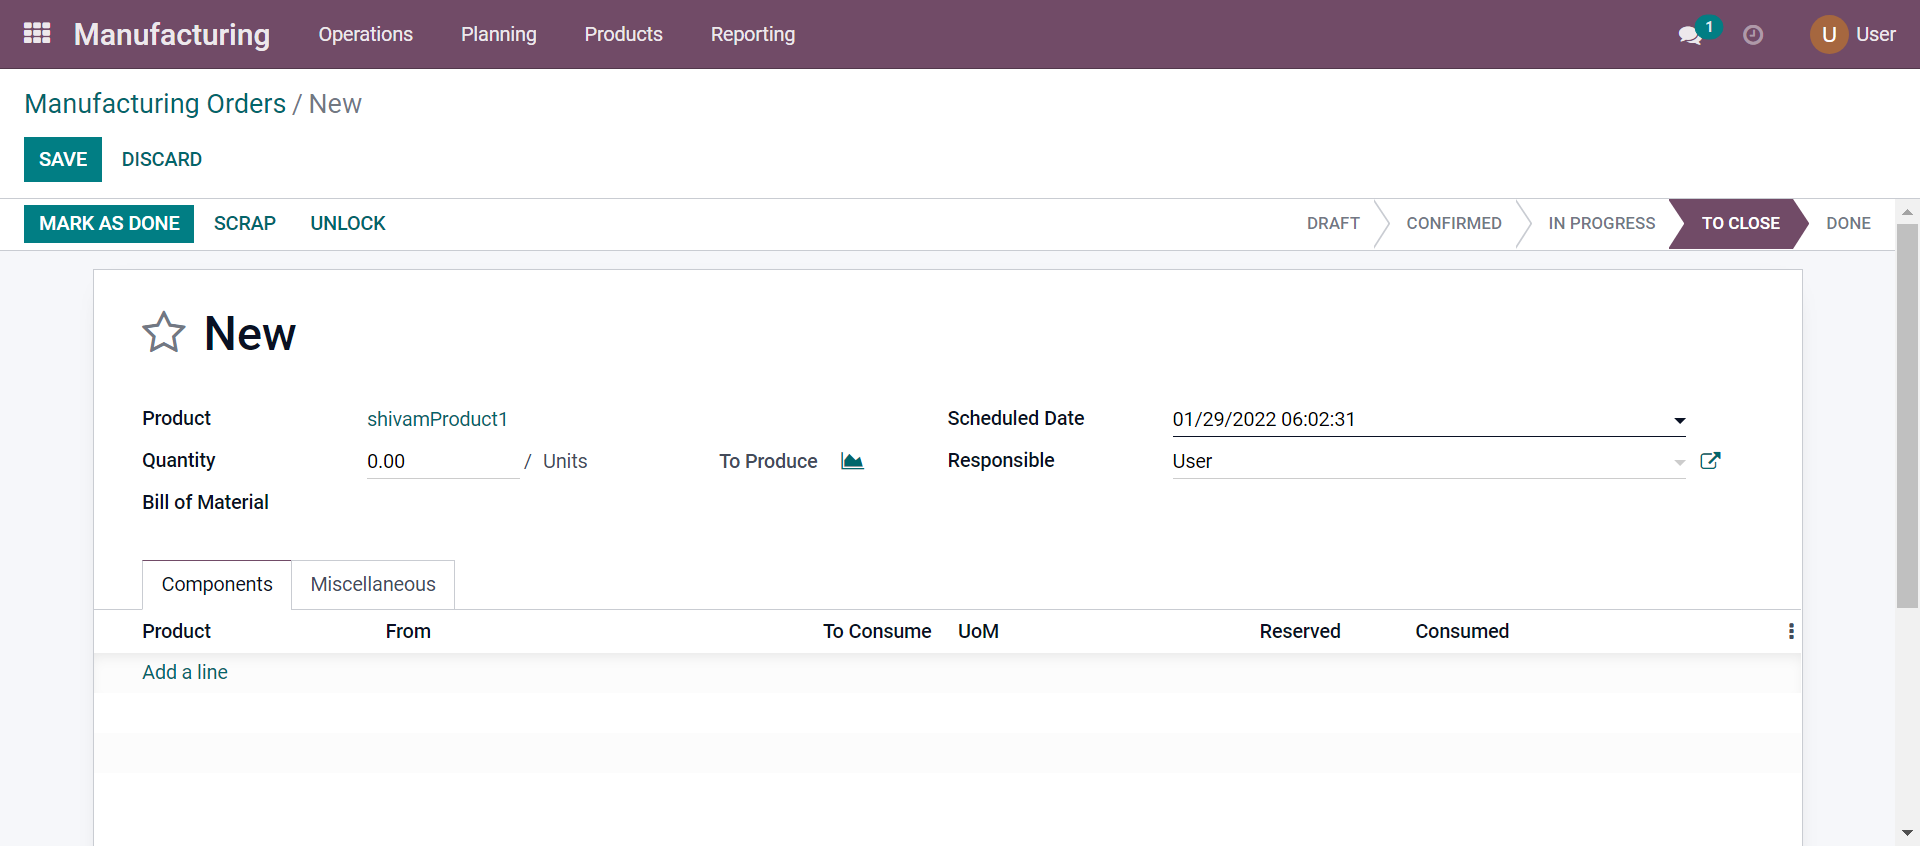 Manufacturing Operations Planning Products Reporting 1 U User
Manufacturing Orders / New
SAVE DISCARD
MARK AS DONE SCRAP UNLOCK DRAFT CONFIRMED IN PROGRESS TO CLOSE DONE
New
Product shivamProduct1 Scheduled Date 01/29/2022 06:02:31
Quantity 0.00 / Units To Produce Responsible User
Bill of Material
Components Miscellaneous
Product From To Consume UoM Reserved Consumed
Add a line